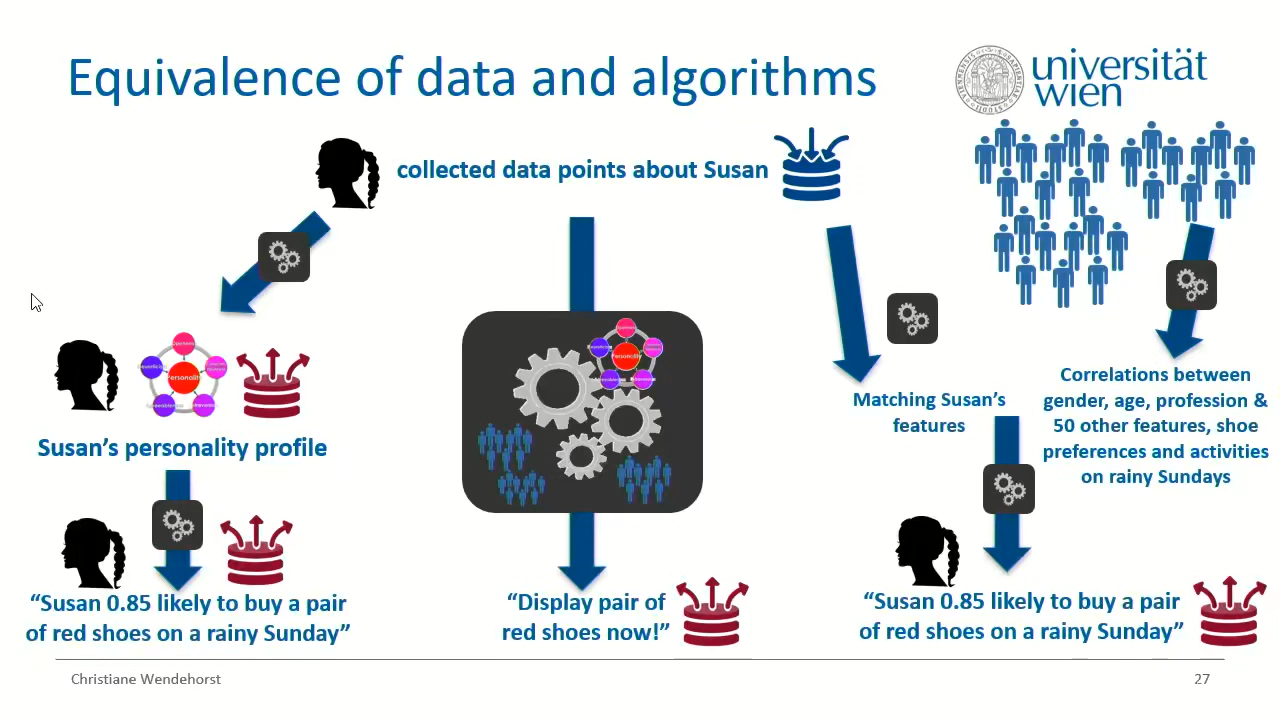 Equivalence of data and algorithms
universität
wien
collected data points about Susan
Personality
Susan's personality profile
"Susan 0.85 likely to buy a pair
of red shoes on a rainy Sunday"
Personality
"Display pair of
red shoes now!"
Matching Susan's
features
Correlations between
gender, age, profession &
50 other features, shoe
preferences and activities
on rainy Sundays
"Susan 0.85 likely to buy a pair
of red shoes on a rainy Sunday"
Christiane Wendehorst
27